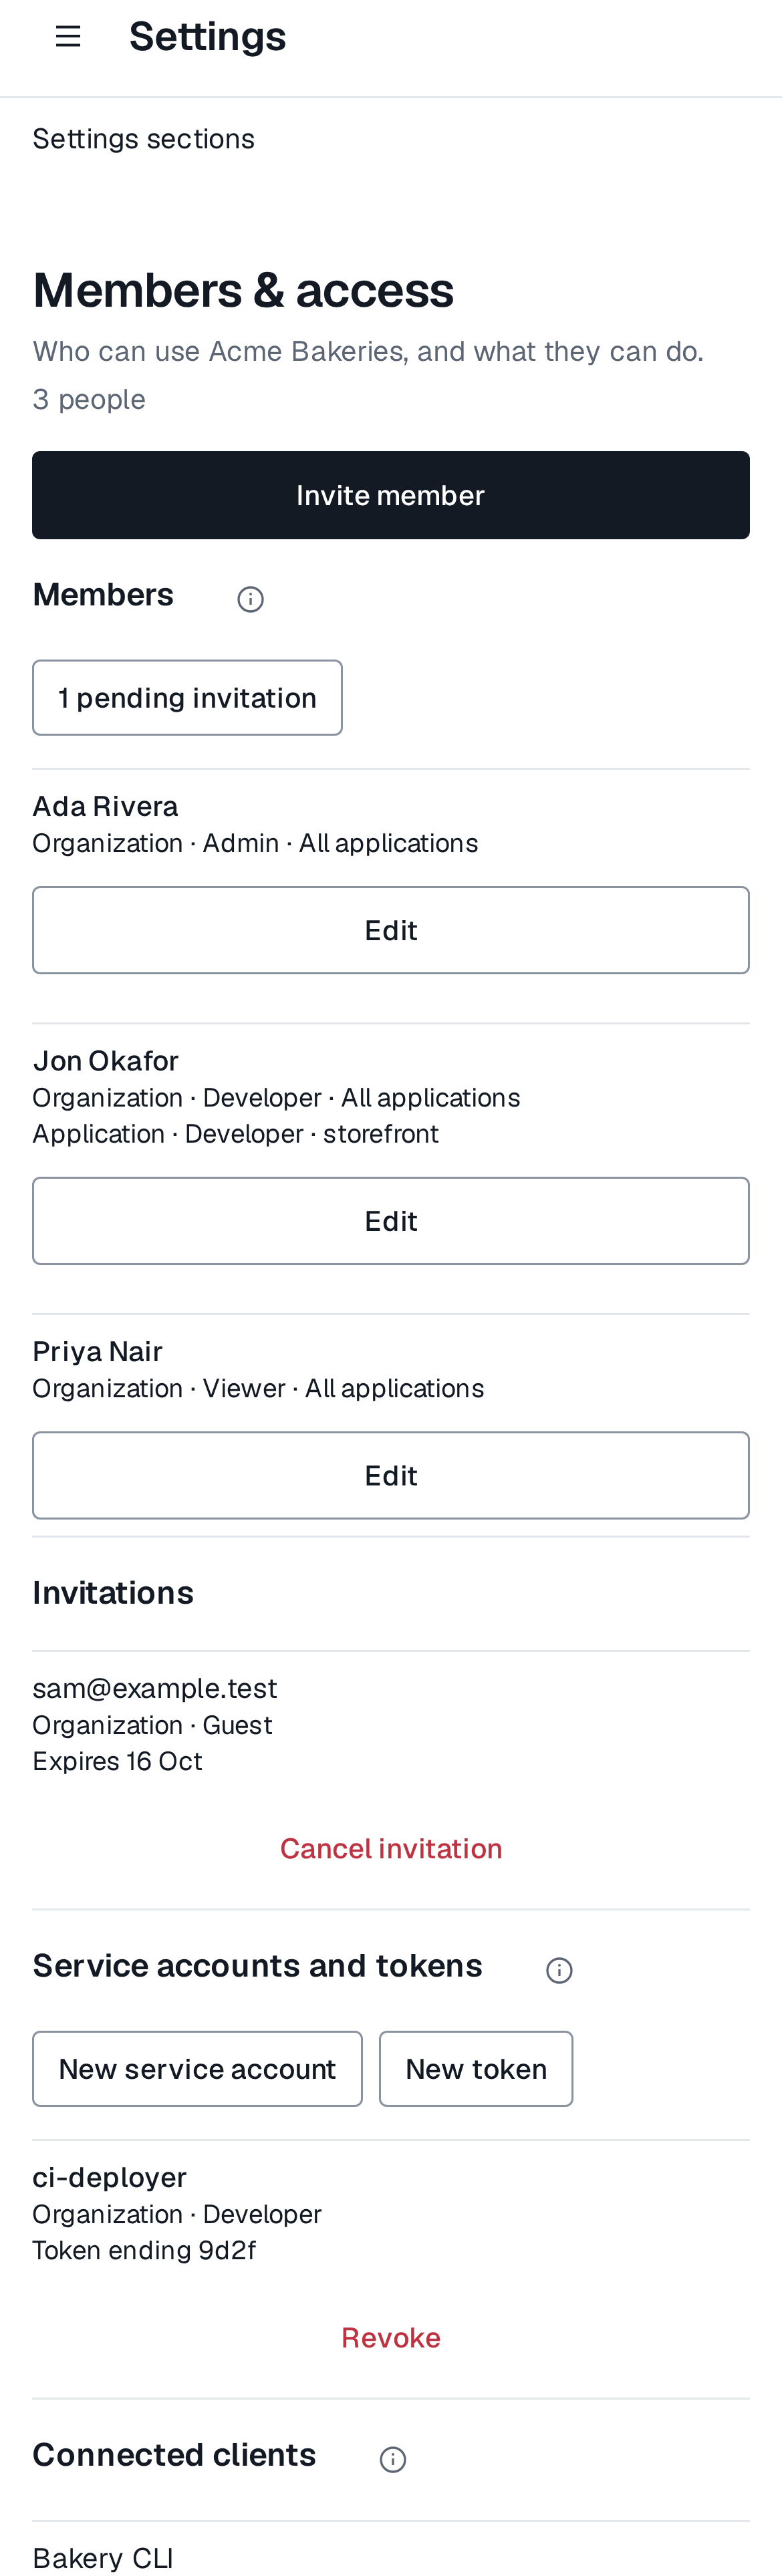 Settings
Settings sections
Members & access
Who can use Acme Bakeries, and what they can do.
3 people
Invite member
Members
1 pending invitation
Ada Rivera
Organization · Admin · All applications
Edit
Jon Okafor
Organization · Developer · All applications
Application · Developer · storefront
Edit
Priya Nair
Organization · Viewer · All applications
Edit
Invitations
sam@example.test
Organization · Guest
Expires 16 Oct
Cancel invitation
Service accounts and tokens
New service account
New token
ci-deployer
Organization · Developer
Token ending 9d2f
Revoke
Connected clients
Bakery CLI